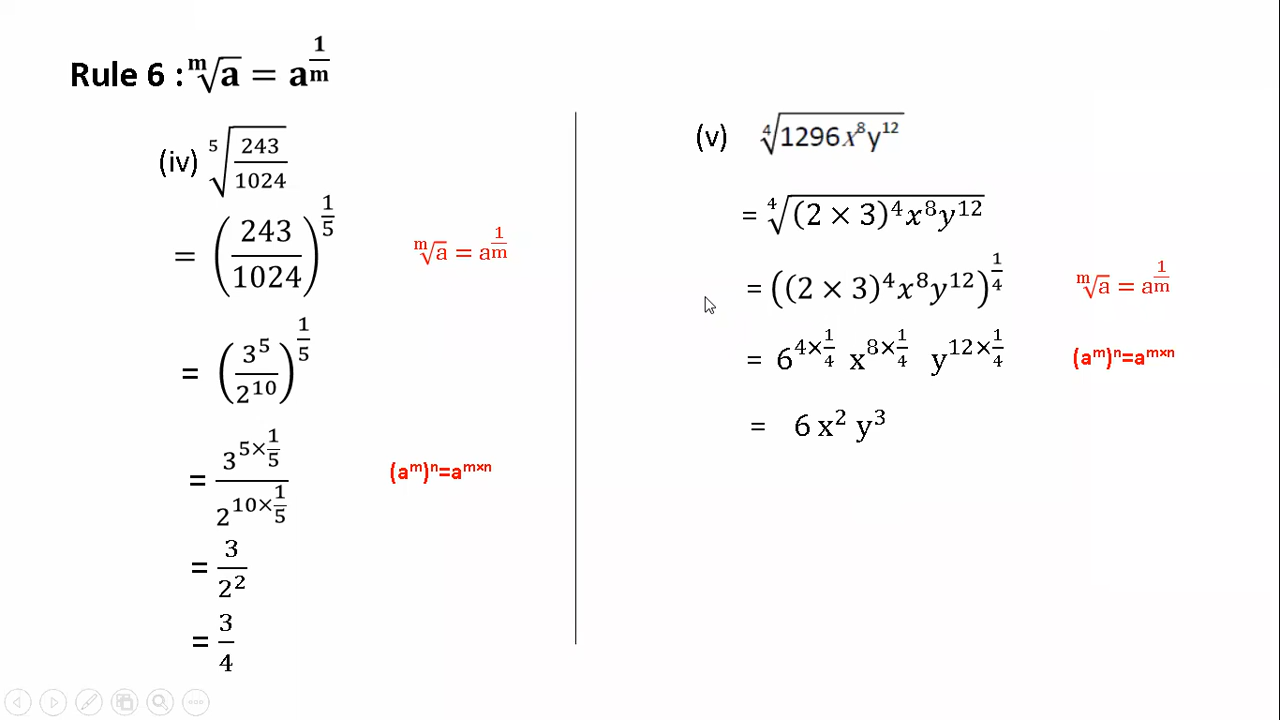 Rule 6 : ᵐ√a = a^(1/m)
(iv) ⁵√(243/1024)
= (243/1024)^(1/5)
ᵐ√a = a^(1/m)
= (3⁵/2¹⁰)^(1/5)
= 3^(5×1/5)/2^(10×1/5)
(aᵐ)ⁿ=aᵐˣⁿ
= 3/2²
= 3/4
(v) ⁴√(1296x⁸y¹²)
= ⁴√((2 × 3)⁴x⁸y¹²)
= ((2 × 3)⁴x⁸y¹²)^(1/4)
ᵐ√a = a^(1/m)
= 6^(4×1/4) x^(8×1/4) y^(12×1/4)
(aᵐ)ⁿ=aᵐˣⁿ
= 6 x² y³